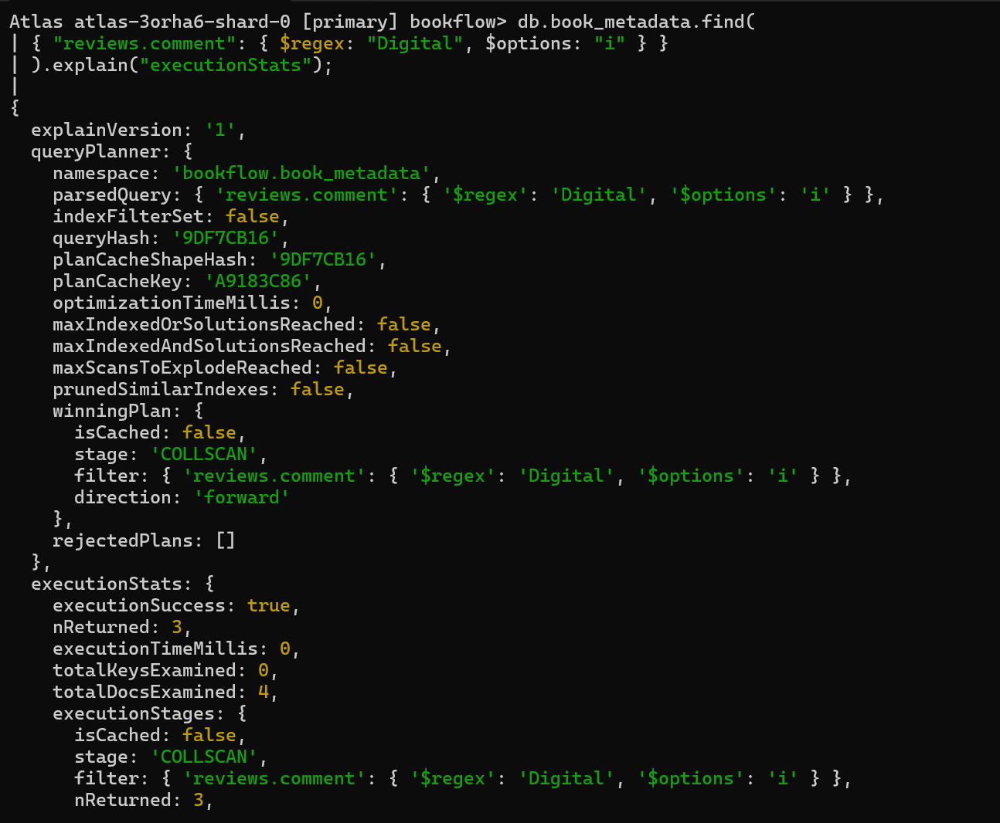 Atlas atlas-3orha6-shard-0 [primary] bookflow> db.book_metadata.find(
| { "reviews.comment": { $regex: "Digital", $options: "i" } }
| ).explain("executionStats");
|
{
  explainVersion: '1',
  queryPlanner: {
    namespace: 'bookflow.book_metadata',
    parsedQuery: { 'reviews.comment': { '$regex': 'Digital', '$options': 'i' } },
    indexFilterSet: false,
    queryHash: '9DF7CB16',
    planCacheShapeHash: '9DF7CB16',
    planCacheKey: 'A9183C86',
    optimizationTimeMillis: 0,
    maxIndexedOrSolutionsReached: false,
    maxIndexedAndSolutionsReached: false,
    maxScansToExplodeReached: false,
    prunedSimilarIndexes: false,
    winningPlan: {
      isCached: false,
      stage: 'COLLSCAN',
      filter: { 'reviews.comment': { '$regex': 'Digital', '$options': 'i' } },
      direction: 'forward'
    },
    rejectedPlans: []
  },
  executionStats: {
    executionSuccess: true,
    nReturned: 3,
    executionTimeMillis: 0,
    totalKeysExamined: 0,
    totalDocsExamined: 4,
    executionStages: {
      isCached: false,
      stage: 'COLLSCAN',
      filter: { 'reviews.comment': { '$regex': 'Digital', '$options': 'i' } },
      nReturned: 3,